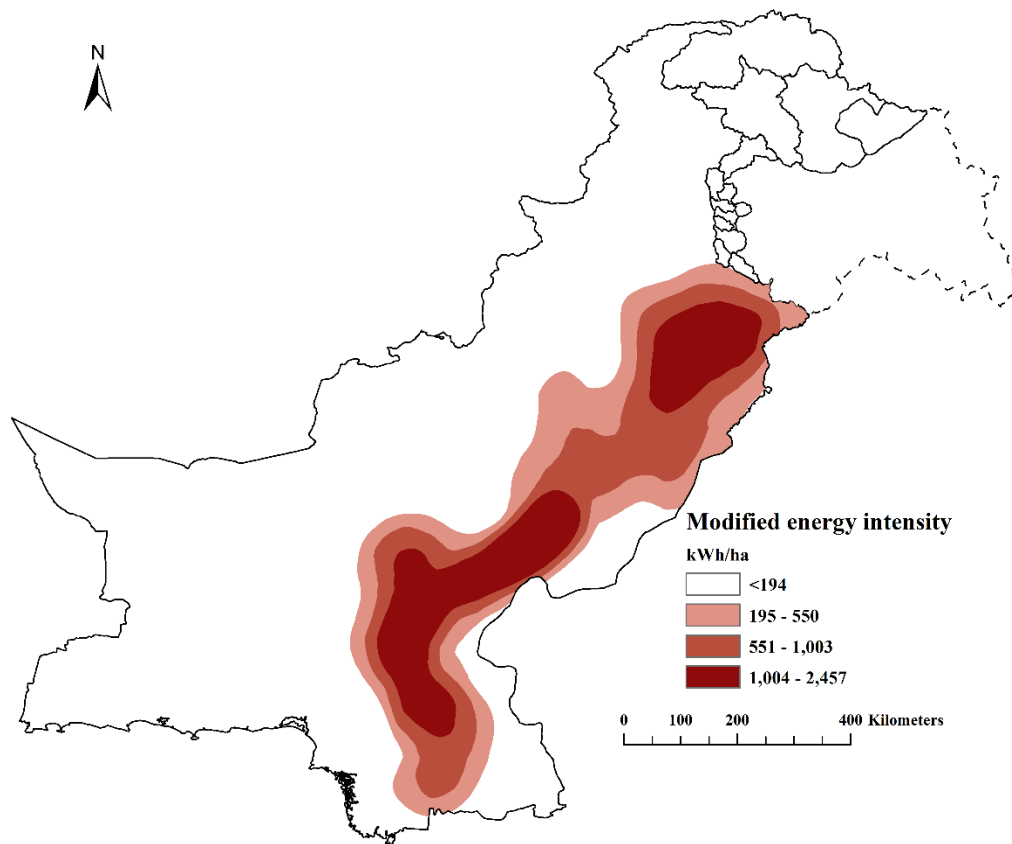 N
Modified energy intensity
kWh/ha
<194
195 - 550
551 - 1,003
1,004 - 2,457
0 100 200 400 Kilometers